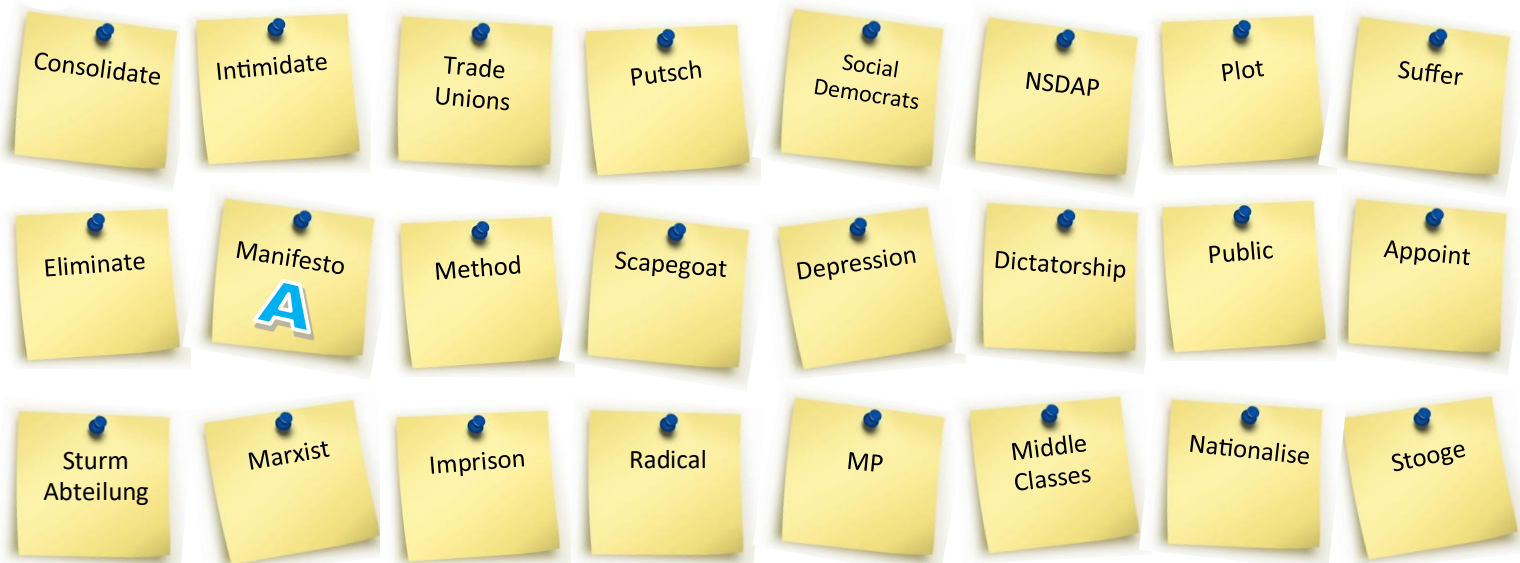 Consolidate
Intimidate
Trade
Unions
Putsch
Social
Democrats
NSDAP
Plot
Suffer
Eliminate
Manifesto
A
Method
Scapegoat
Depression
Dictatorship
Public
Appoint
Sturm
Abteilung
Marxist
Imprison
Radical
MP
Middle
Classes
Nationalise
Stooge